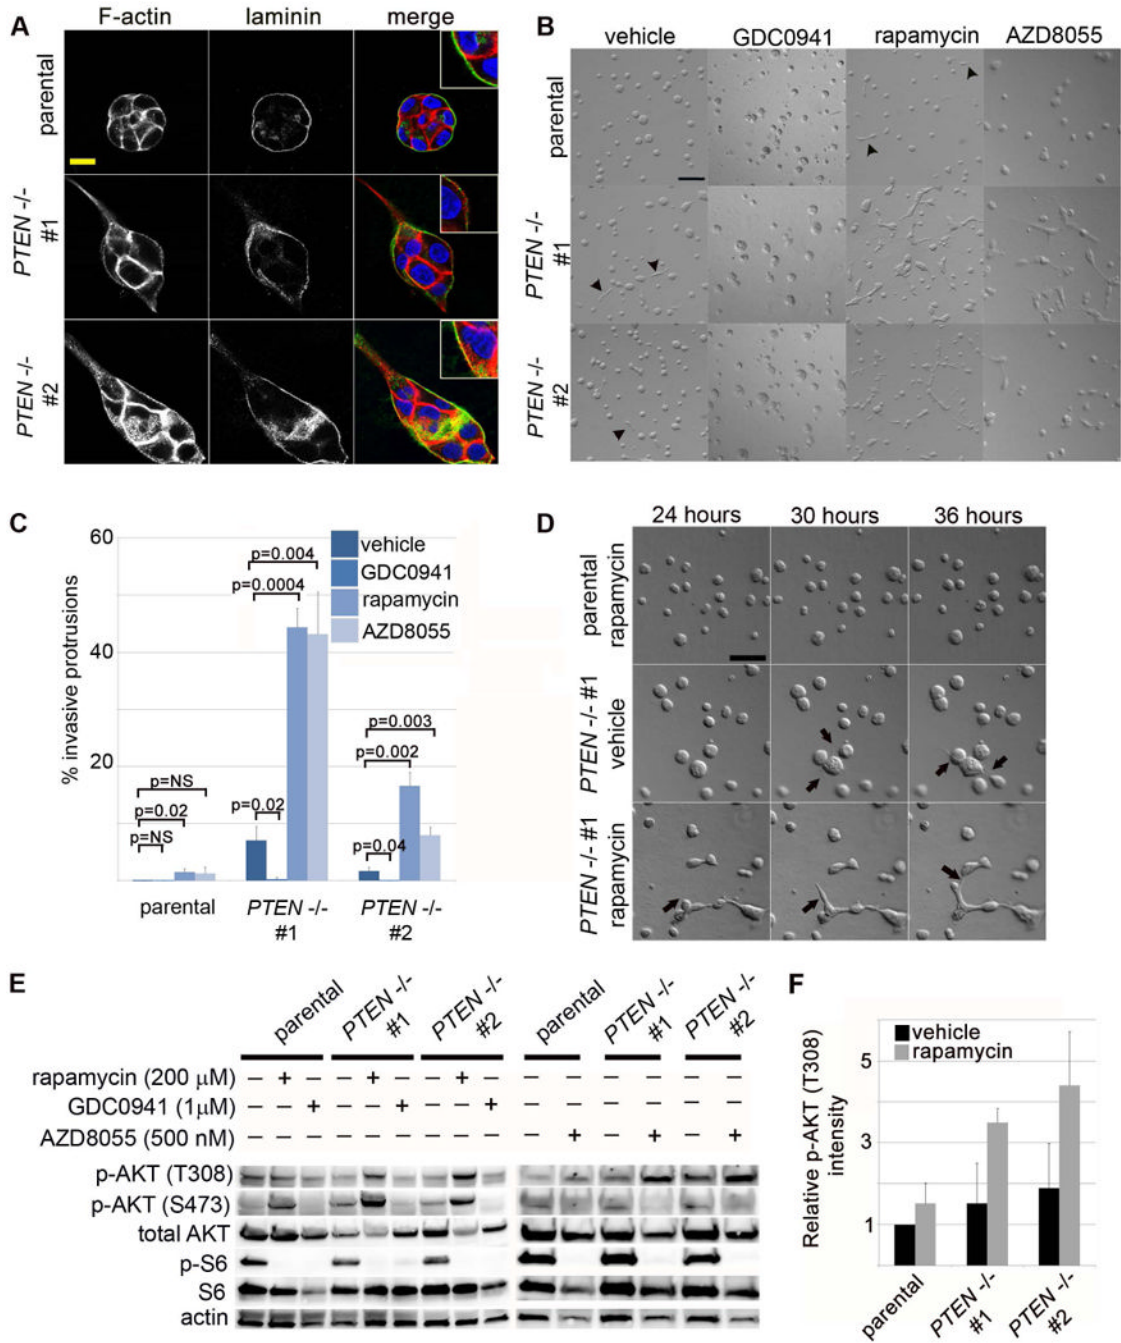 A
F-actin laminin merge
parental
PTEN -/-
#1
PTEN -/-
#2
B
vehicle GDC0941 rapamycin AZD8055
parental
PTEN -/-
#1
PTEN -/-
#2
C
% invasive protrusions
60
40
20
vehicle
GDC0941
rapamycin
AZD8055
p=0.004
p=0.0004
p=0.003
p=0.002
p=NS
p=0.02
p=NS
p=0.02
p=0.04
parental PTEN -/- PTEN -/-
#1 #2
D
24 hours 30 hours 36 hours
parental
rapamycin
PTEN -/- #1
vehicle
PTEN -/- #1
rapamycin
E
parental PTEN -/- #1 PTEN -/- #2 parental PTEN -/- #1 PTEN -/- #2
rapamycin (200 μM) – + – – + – – + – – – – – – –
GDC0941 (1μM) – – + – – + – – + – – – – – –
AZD8055 (500 nM) – – – – – – – – – – + – + – +
p-AKT (T308)
p-AKT (S473)
total AKT
p-S6
S6
actin
F
Relative p-AKT (T308)
intensity
vehicle
rapamycin
5
3
1
parental PTEN -/- #1 PTEN -/- #2